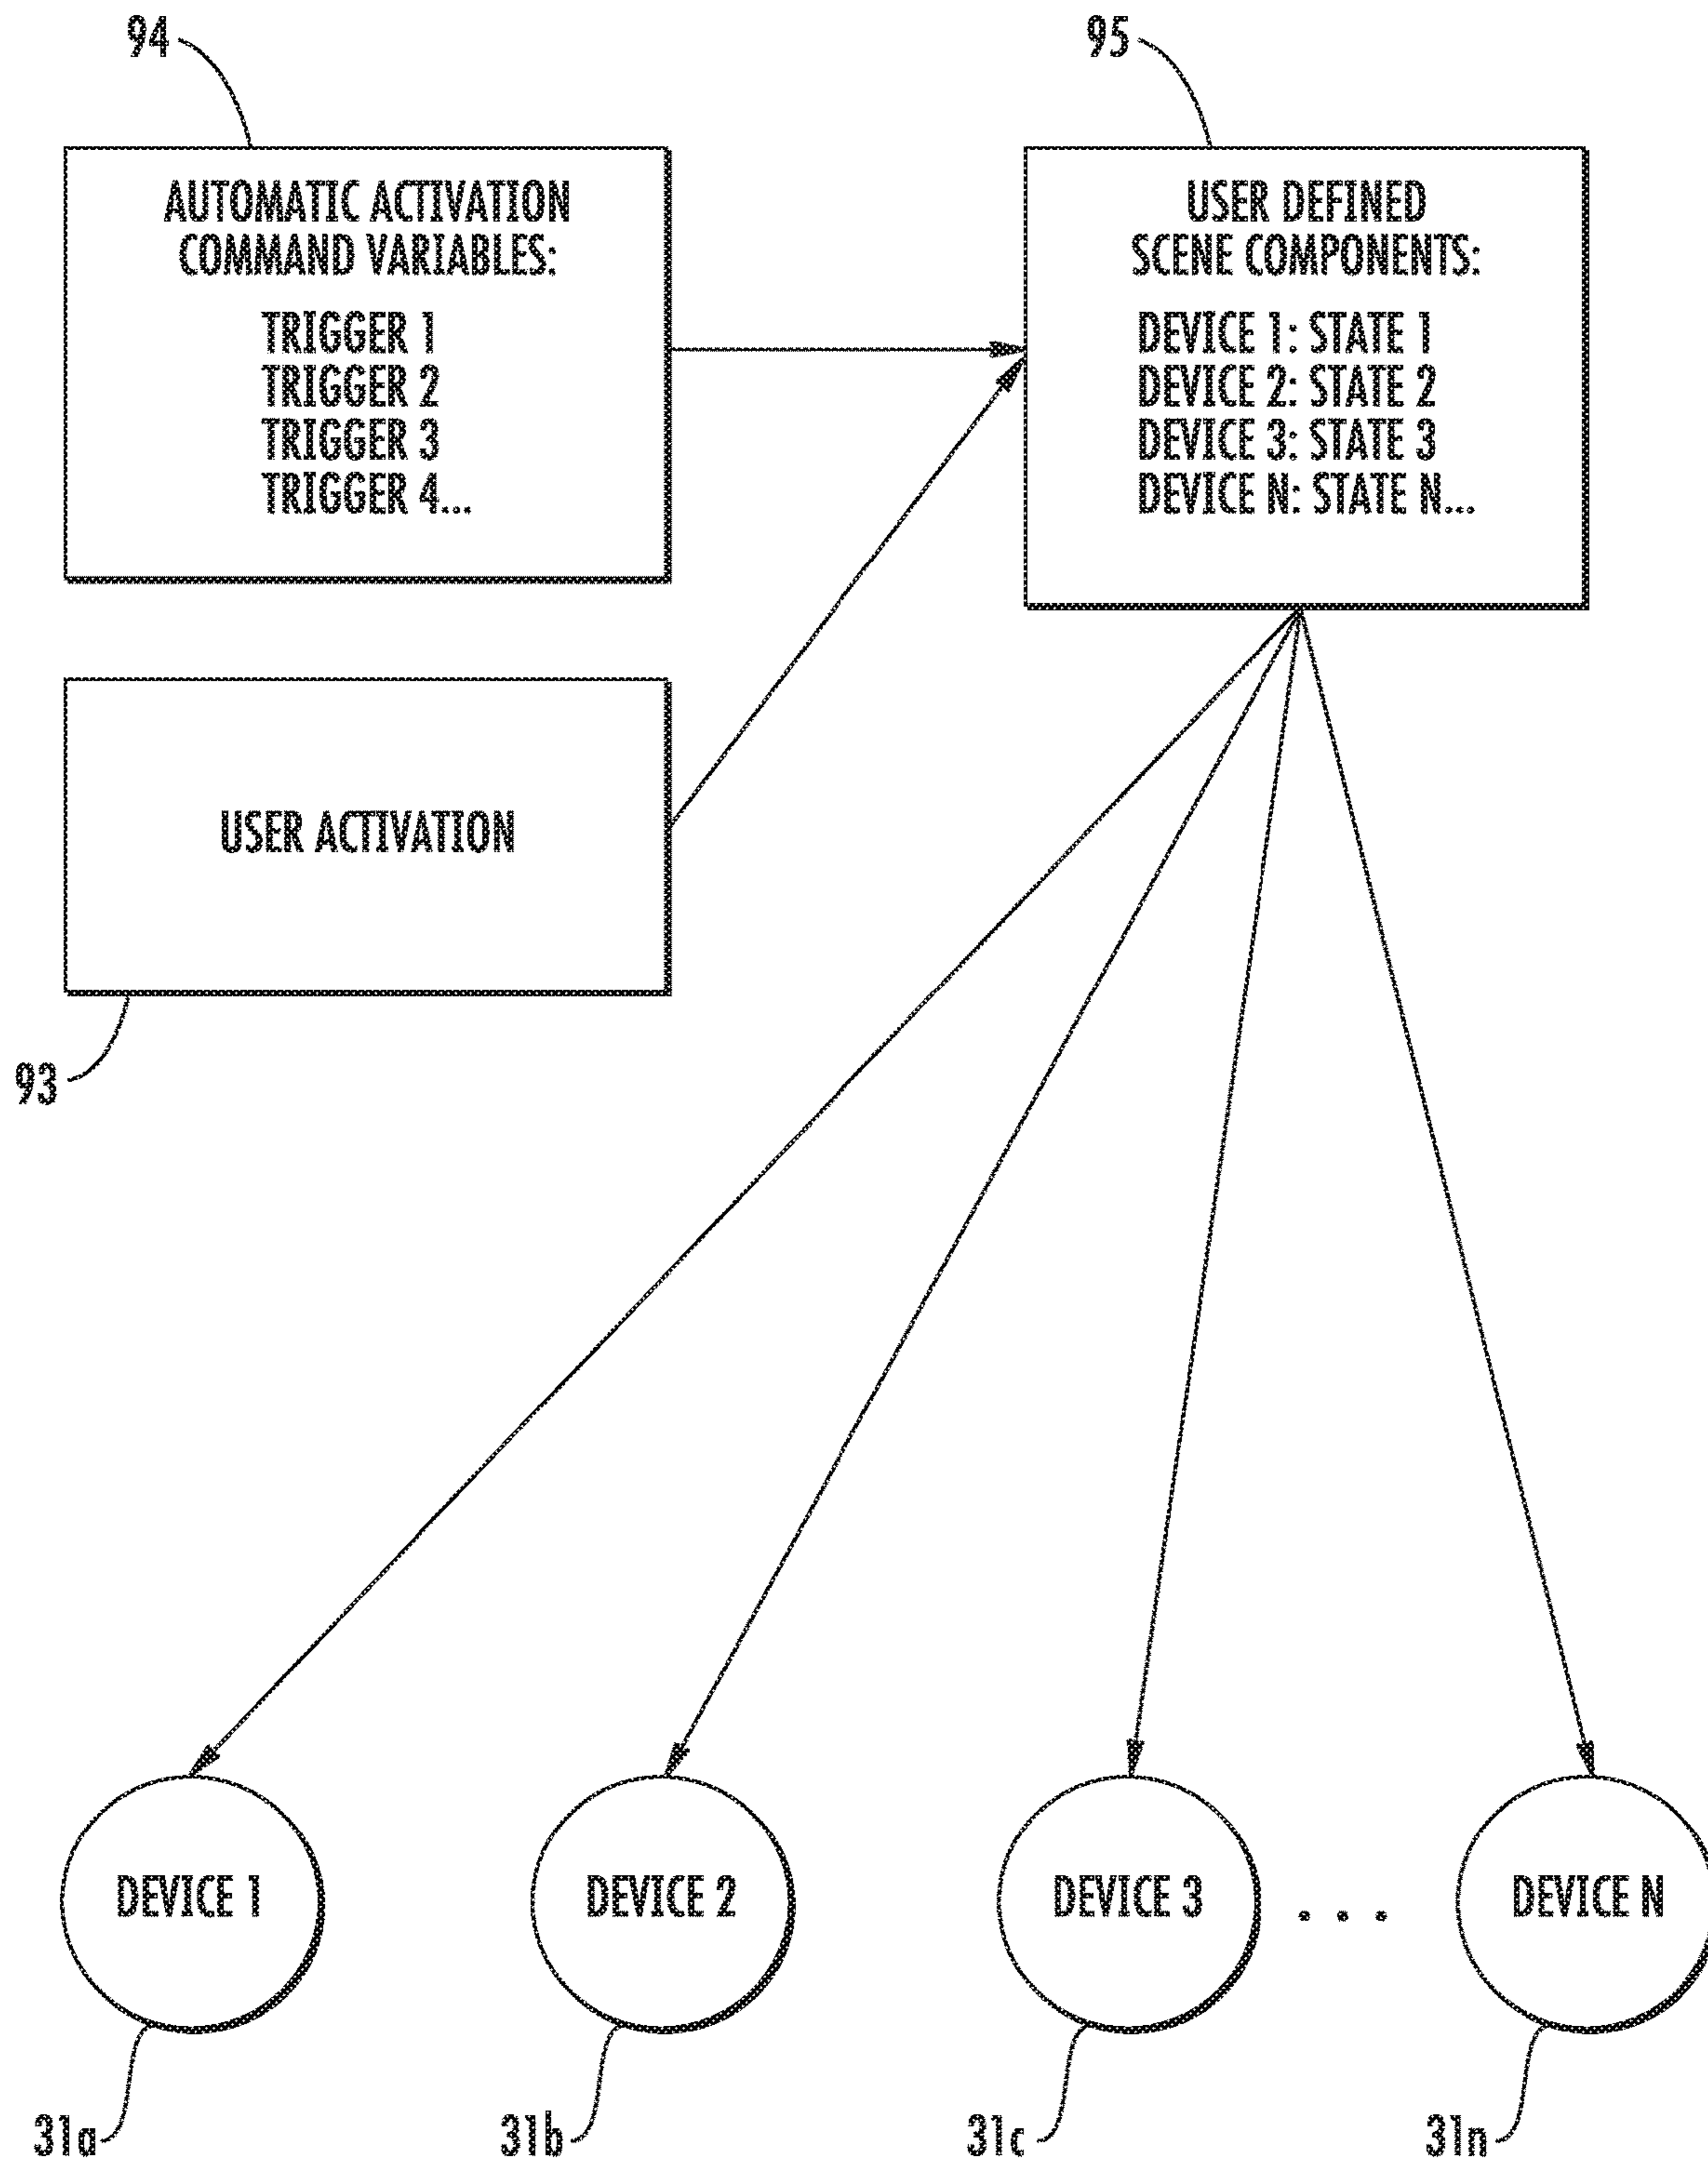 94
95
AUTOMATIC ACTIVATION
COMMAND VARIABLES:
TRIGGER 1
TRIGGER 2
TRIGGER 3
TRIGGER 4...
USER DEFINED
SCENE COMPONENTS:
DEVICE 1: STATE 1
DEVICE 2: STATE 2
DEVICE 3: STATE 3
DEVICE N: STATE N...
USER ACTIVATION
93
DEVICE 1
DEVICE 2
DEVICE 3
. . .
DEVICE N
31a
31b
31c
31n